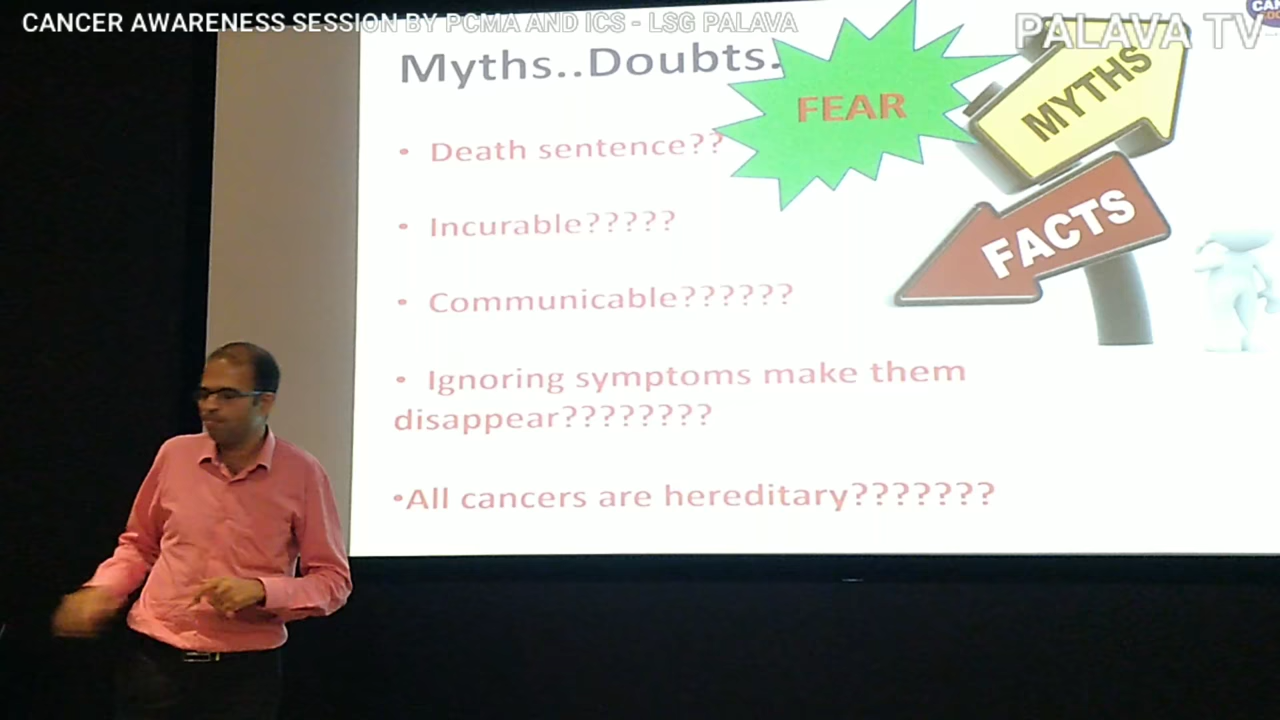 CANCER AWARENESS SESSION BY PCMA AND ICS - LSG PALAVA
PALAVA TV
CAN
Myths..Doubts.
FEAR
MYTHS
FACTS
• Death sentence??
• Incurable?????
• Communicable??????
• Ignoring symptoms make them
disappear????????
•All cancers are hereditary???????